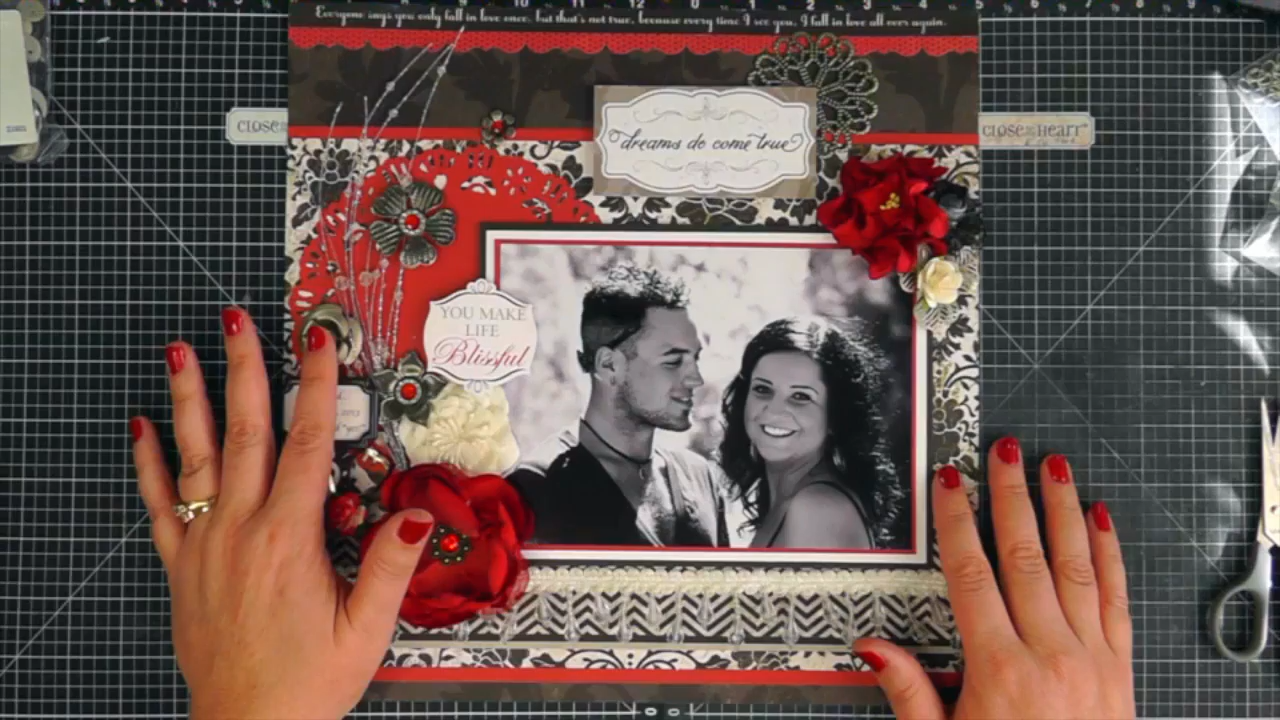 Everyone says you only fall in love once, but that's not true, because every time I see you, I fall in love all over again.
CLOSE
CLOSE TO MY HEART
dreams do come true
YOU MAKE
LIFE
Blissful
2013